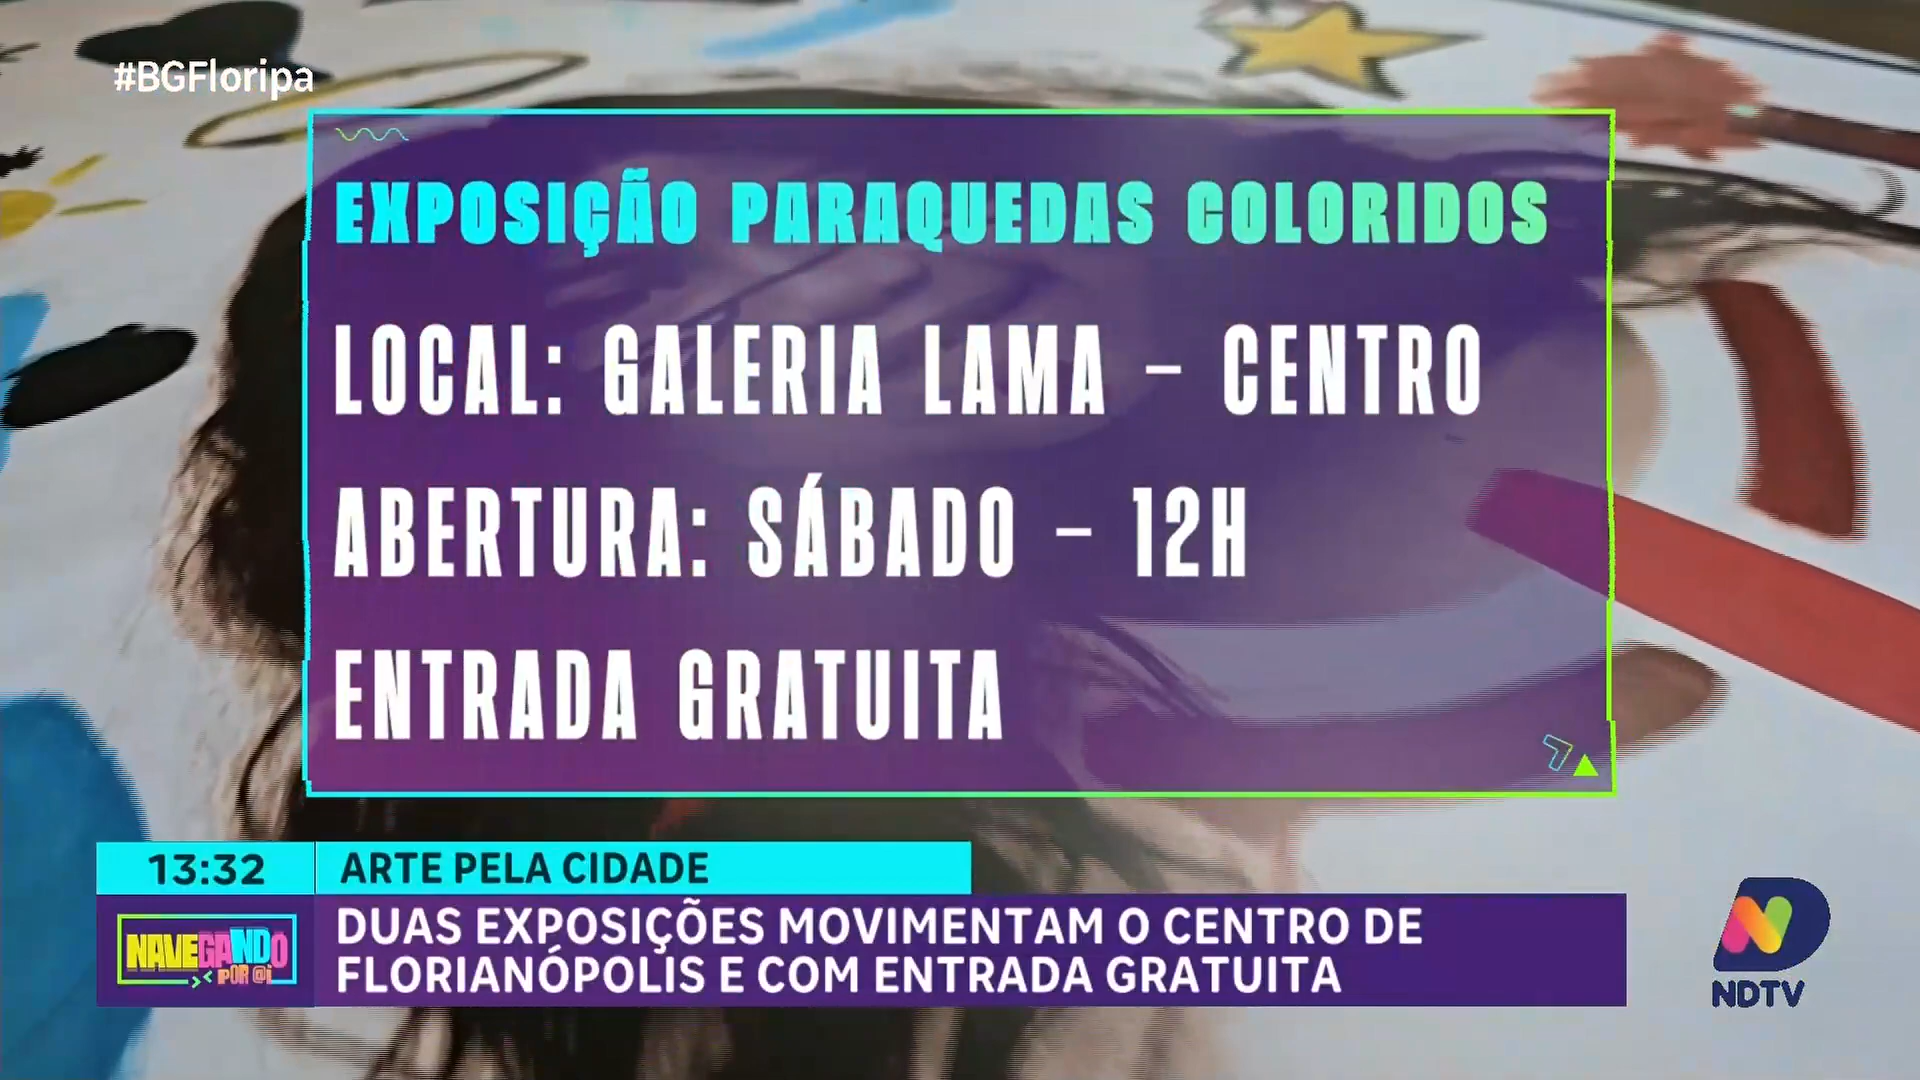 #BGFloripa
EXPOSIÇÃO PARAQUEDAS COLORIDOS
LOCAL: GALERIA LAMA - CENTRO
ABERTURA: SÁBADO - 12H
ENTRADA GRATUITA
13:32 ARTE PELA CIDADE
NAVEGANDO
POR @i
DUAS EXPOSIÇÕES MOVIMENTAM O CENTRO DE
FLORIANÓPOLIS E COM ENTRADA GRATUITA
NDTV